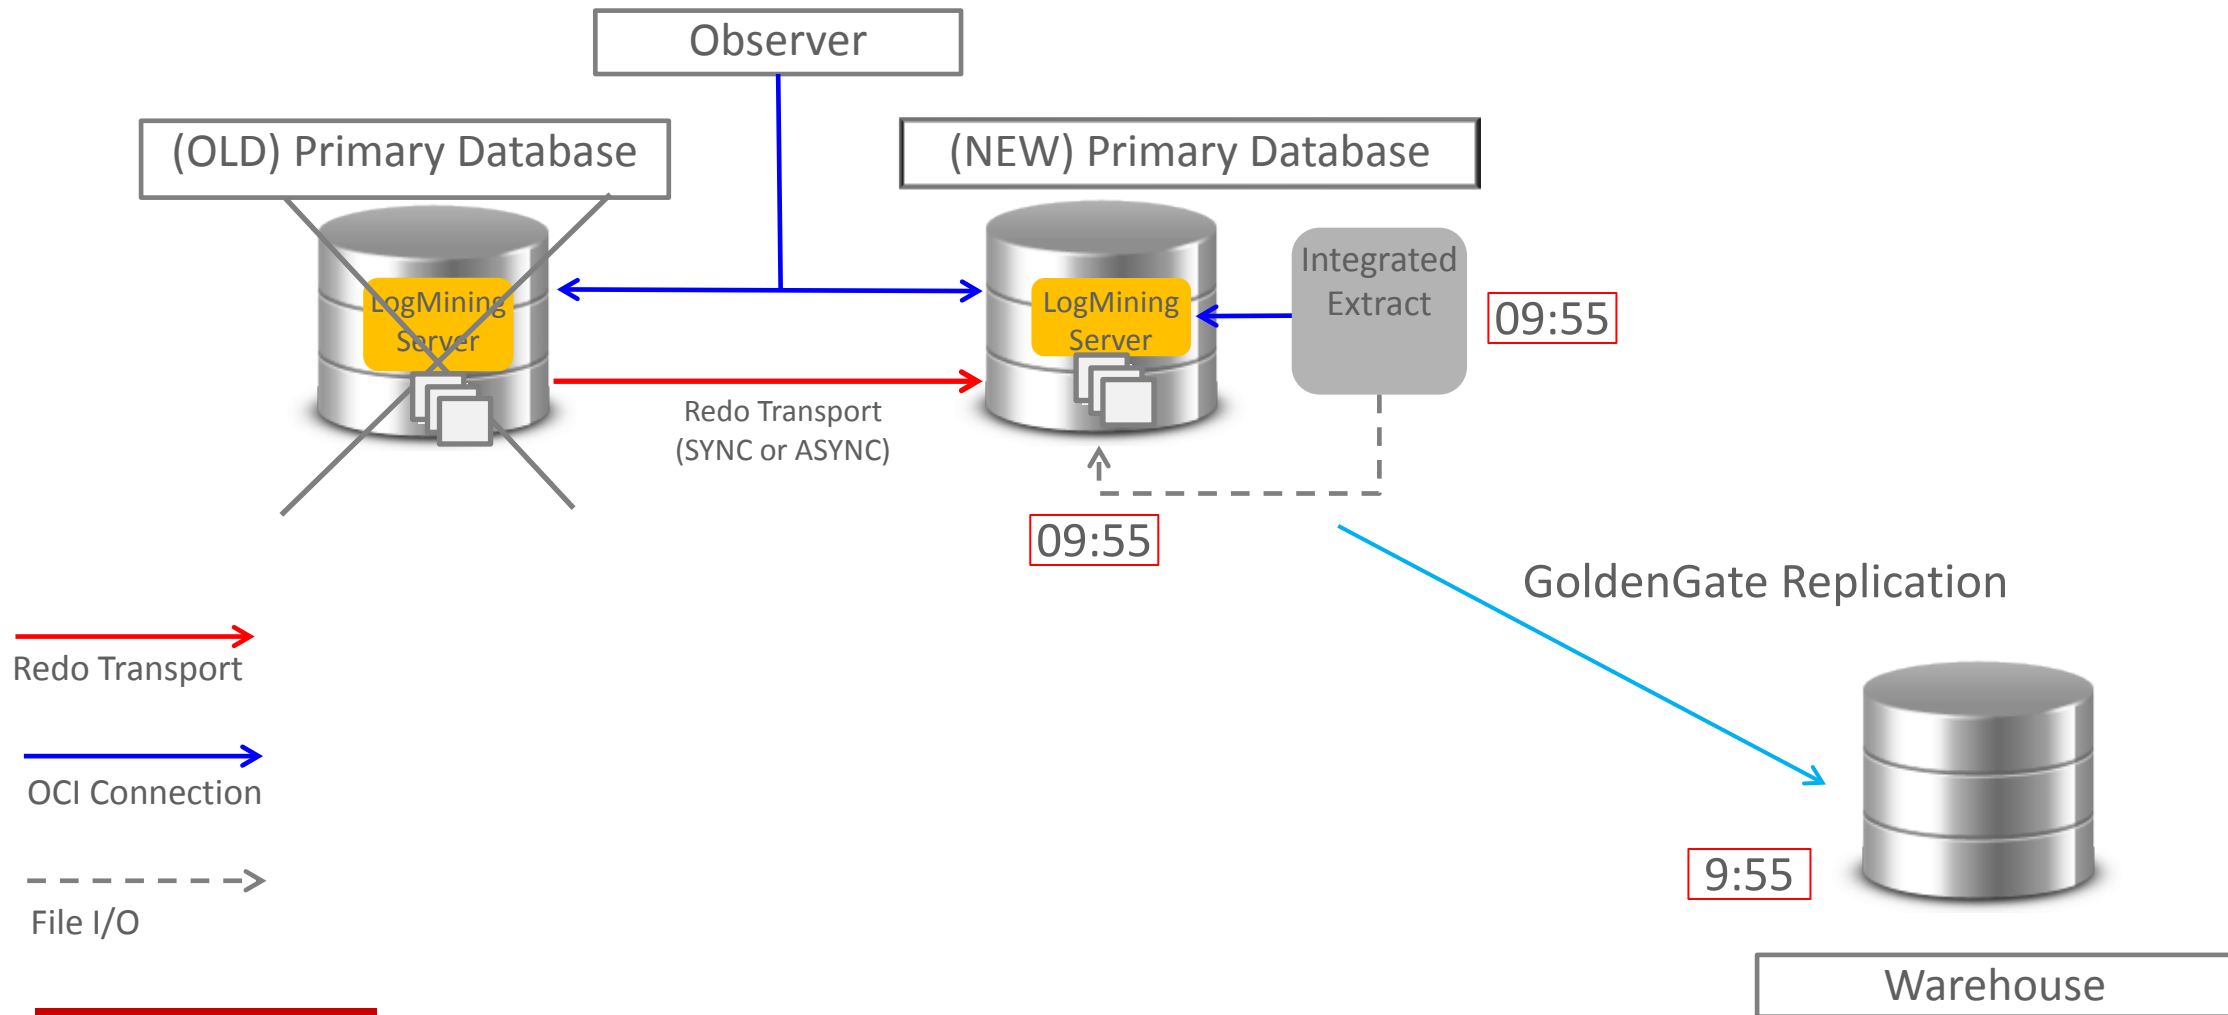 Observer
(OLD) Primary Database
(NEW) Primary Database
LogMining
Server
LogMining
Server
Integrated
Extract
09:55
Redo Transport
(SYNC or ASYNC)
09:55
GoldenGate Replication
Redo Transport
OCI Connection
File I/O
9:55
Warehouse